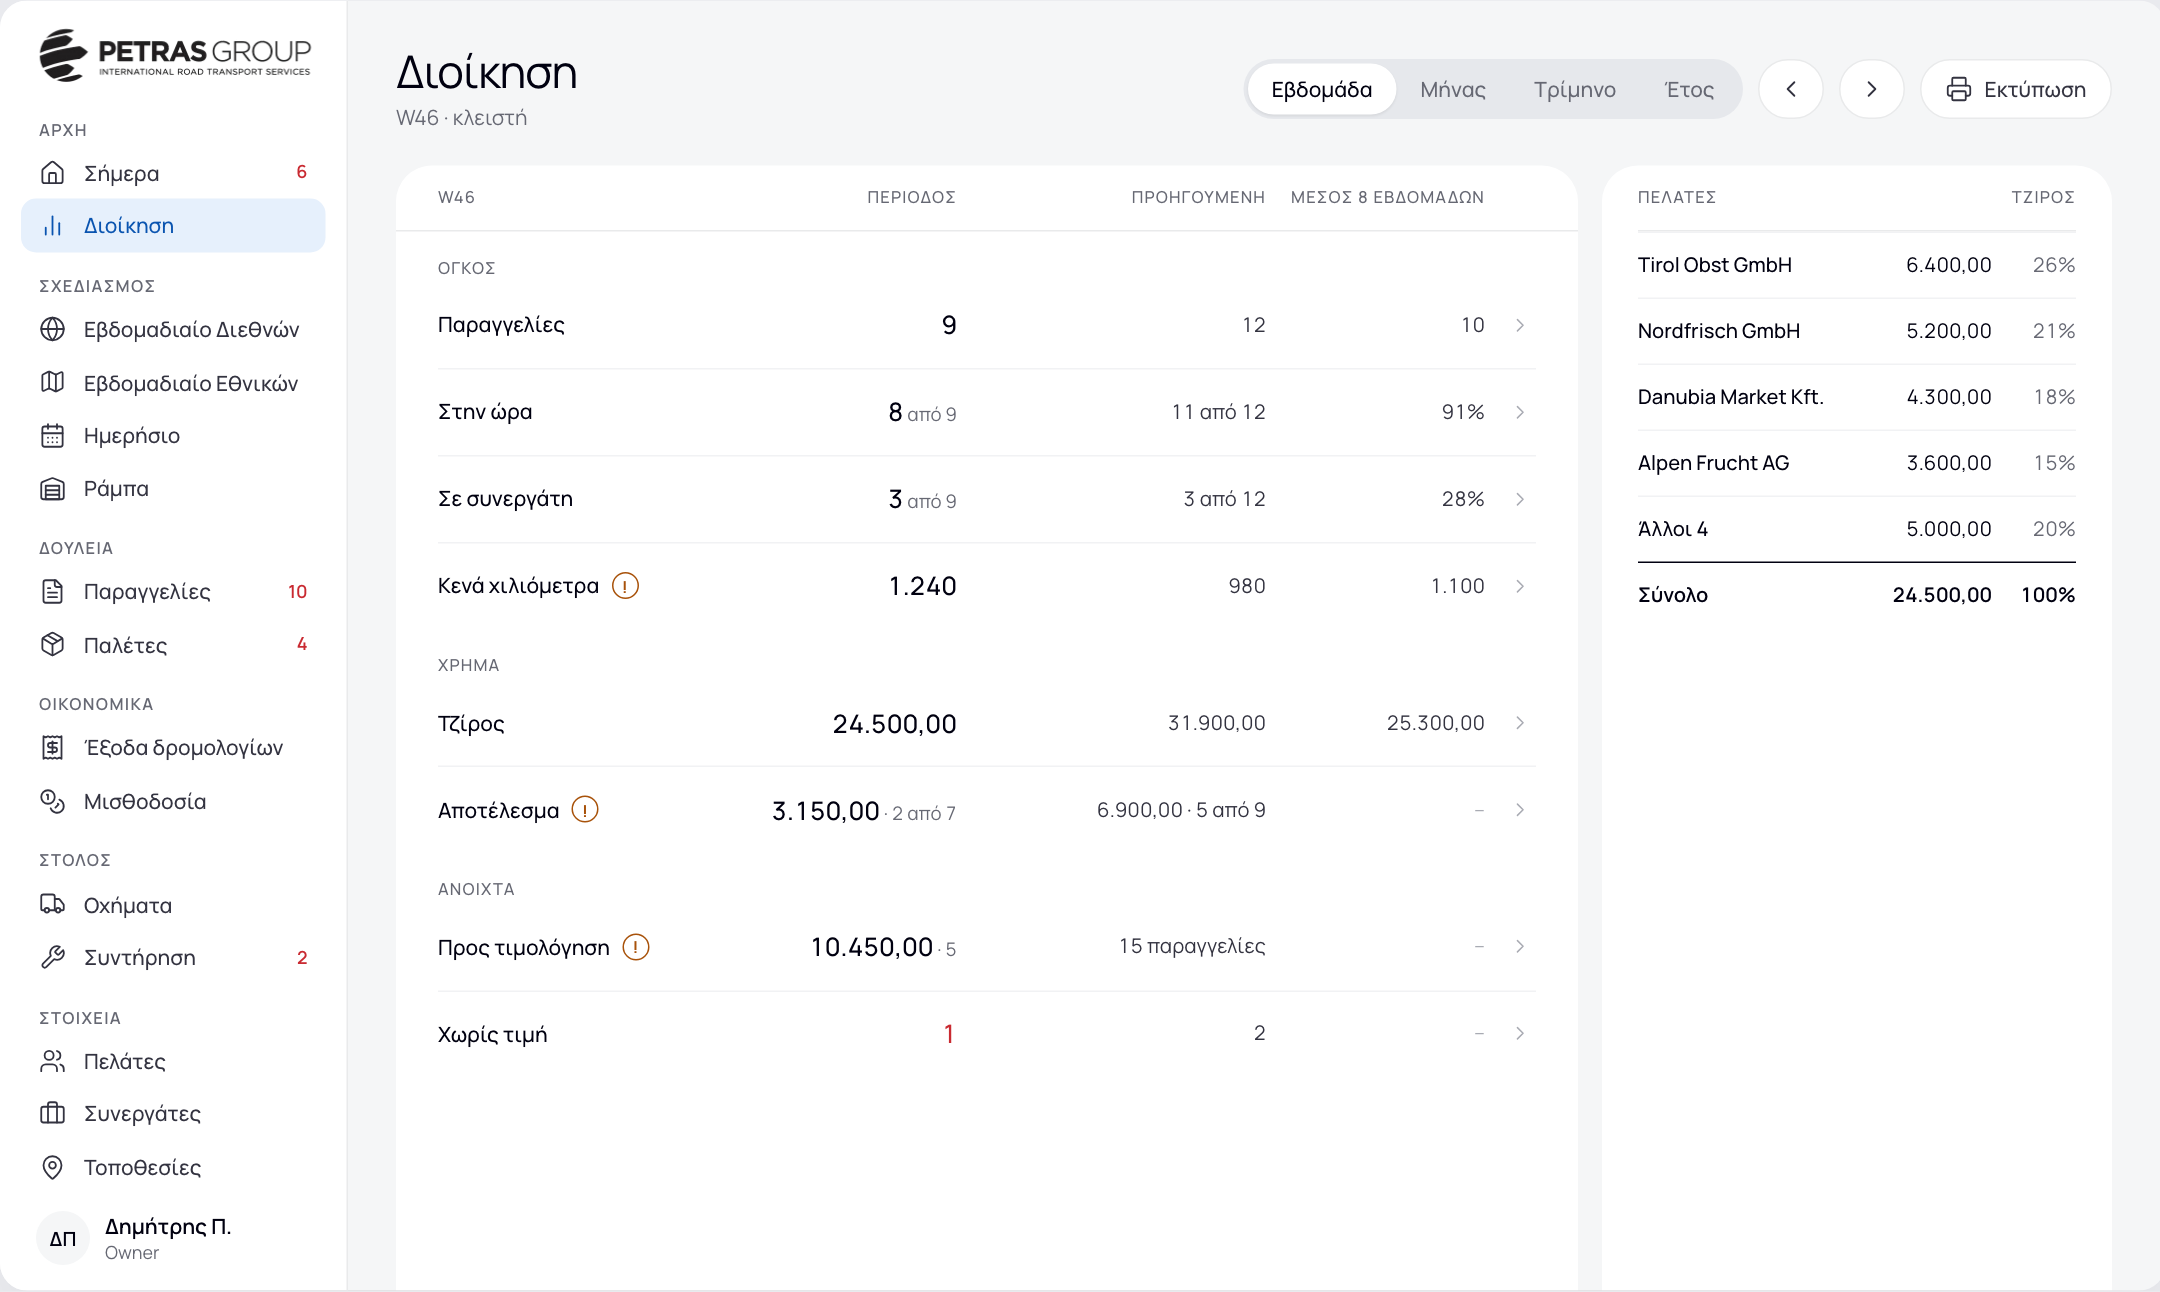 PETRAS GROUP
INTERNATIONAL ROAD TRANSPORT SERVICES
ΑΡΧΗ
Σήμερα 6
Διοίκηση
ΣΧΕΔΙΑΣΜΟΣ
Εβδομαδιαίο Διεθνών
Εβδομαδιαίο Εθνικών
Ημερήσιο
Ράμπα
ΔΟΥΛΕΙΑ
Παραγγελίες 10
Παλέτες 4
ΟΙΚΟΝΟΜΙΚΑ
Έξοδα δρομολογίων
Μισθοδοσία
ΣΤΟΛΟΣ
Οχήματα
Συντήρηση 2
ΣΤΟΙΧΕΙΑ
Πελάτες
Συνεργάτες
Τοποθεσίες
ΔΠ
Δημήτρης Π.
Owner
Διοίκηση
W46 · κλειστή
Εβδομάδα Μήνας Τρίμηνο Έτος Εκτύπωση
W46 ΠΕΡΙΟΔΟΣ ΠΡΟΗΓΟΥΜΕΝΗ ΜΕΣΟΣ 8 ΕΒΔΟΜΑΔΩΝ
ΟΓΚΟΣ
Παραγγελίες 9 12 10
Στην ώρα 8 από 9 11 από 12 91%
Σε συνεργάτη 3 από 9 3 από 12 28%
Κενά χιλιόμετρα ! 1.240 980 1.100
ΧΡΗΜΑ
Τζίρος 24.500,00 31.900,00 25.300,00
Αποτέλεσμα ! 3.150,00 · 2 από 7 6.900,00 · 5 από 9 –
ΑΝΟΙΧΤΑ
Προς τιμολόγηση ! 10.450,00 · 5 15 παραγγελίες –
Χωρίς τιμή 1 2 –
ΠΕΛΑΤΕΣ ΤΖΙΡΟΣ
Tirol Obst GmbH 6.400,00 26%
Nordfrisch GmbH 5.200,00 21%
Danubia Market Kft. 4.300,00 18%
Alpen Frucht AG 3.600,00 15%
Άλλοι 4 5.000,00 20%
Σύνολο 24.500,00 100%